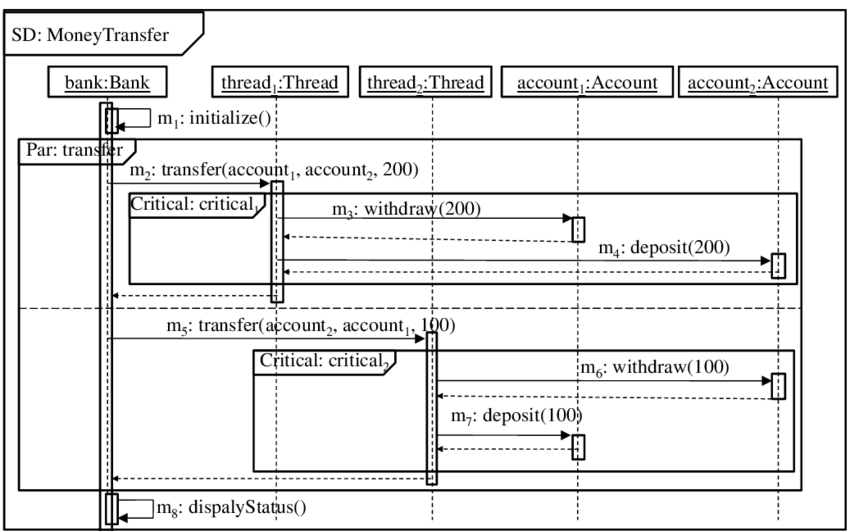 SD: MoneyTransfer
bank:Bank
thread₁:Thread
thread₂:Thread
account₁:Account
account₂:Account
m₁: initialize()
Par: transfer
m₂: transfer(account₁, account₂, 200)
Critical: critical₁
m₃: withdraw(200)
m₄: deposit(200)
m₅: transfer(account₂, account₁, 100)
Critical: critical₂
m₆: withdraw(100)
m₇: deposit(100)
m₈: dispalyStatus()